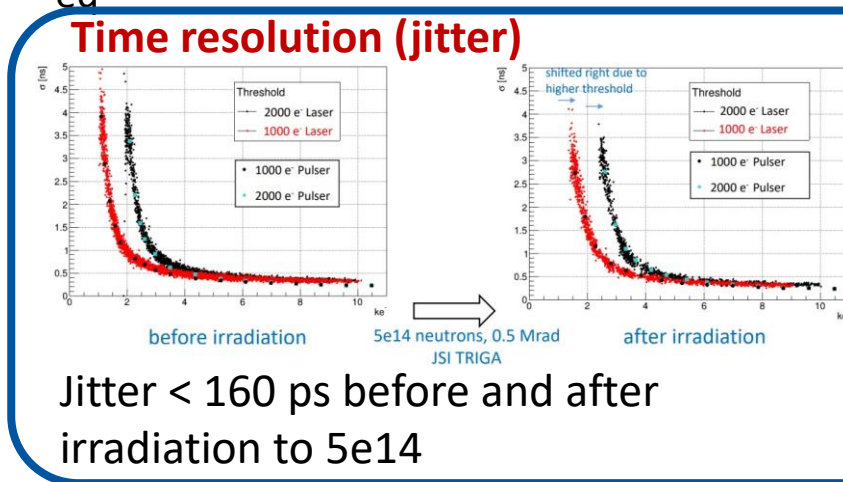 eq
Time resolution (jitter)
σ [ns]
5
4.5
4
3.5
3
2.5
2
1.5
1
0.5
0
0
2
4
6
8
10
ke⁻
Threshold
2000 e⁻ Laser
1000 e⁻ Laser
1000 e⁻ Pulser
2000 e⁻ Pulser
before irradiation
5e14 neutrons, 0.5 Mrad
JSI TRIGA
σ [ns]
5
4.5
4
3.5
3
2.5
2
1.5
1
0.5
0
0
2
4
6
8
10
ke
shifted right due to
higher threshold
Threshold
2000 e⁻ Laser
1000 e⁻ Laser
1000 e⁻ Pulser
2000 e⁻ Pulser
after irradiation
Jitter < 160 ps before and after
irradiation to 5e14